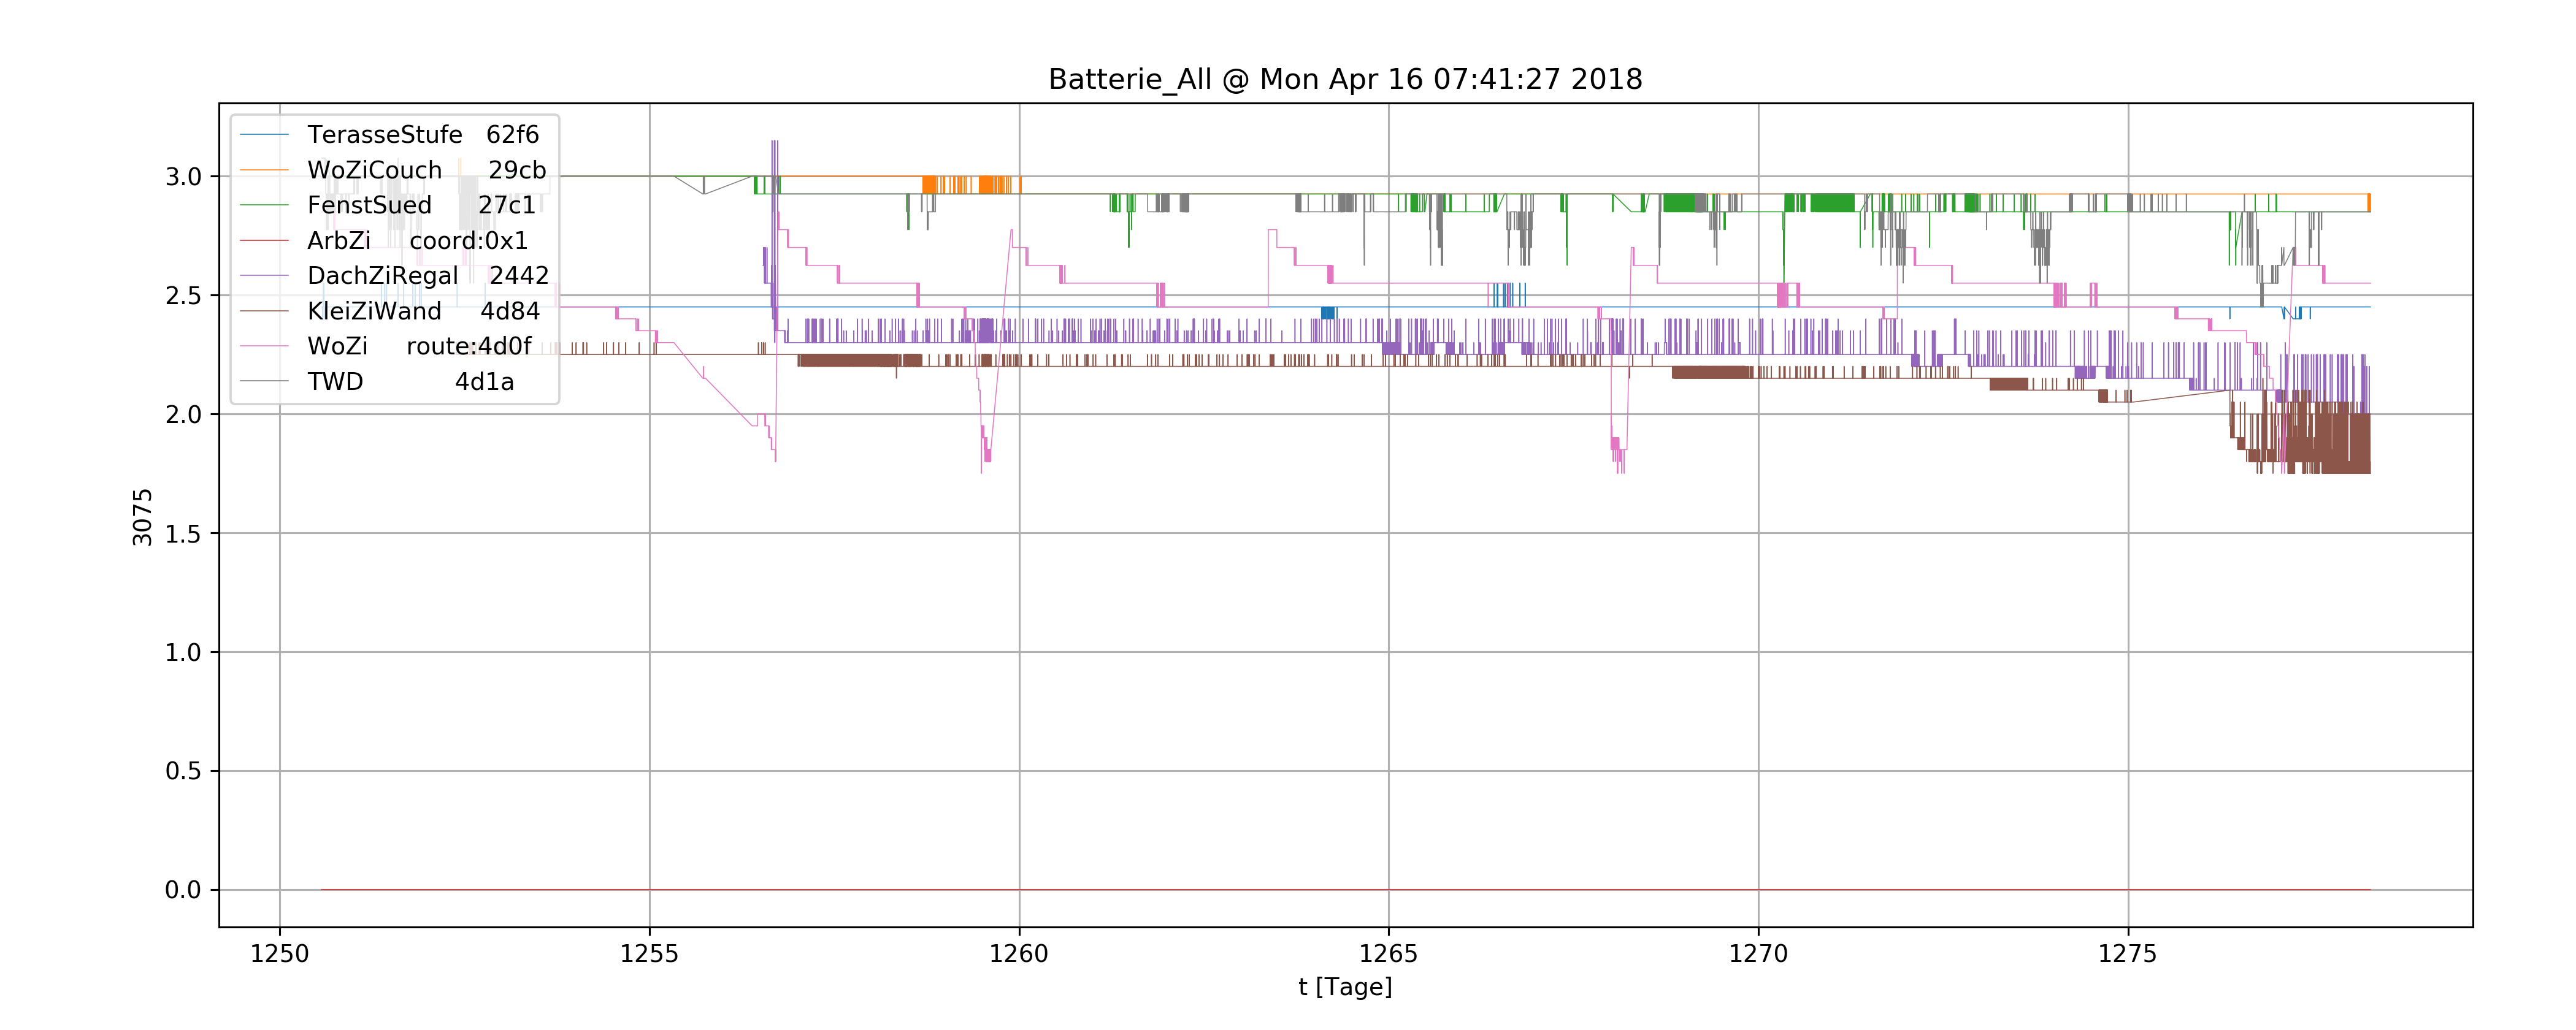 Batterie_All @ Mon Apr 16 07:41:27 2018
TerasseStufe 62f6
WoZiCouch 29cb
FenstSued 27c1
ArbZi coord:0x1
DachZiRegal 2442
KleiZiWand 4d84
WoZi route:4d0f
TWD 4d1a
3.0
2.5
2.0
1.5
1.0
0.5
0.0
3075
1250 1255 1260 1265 1270 1275
t [Tage]